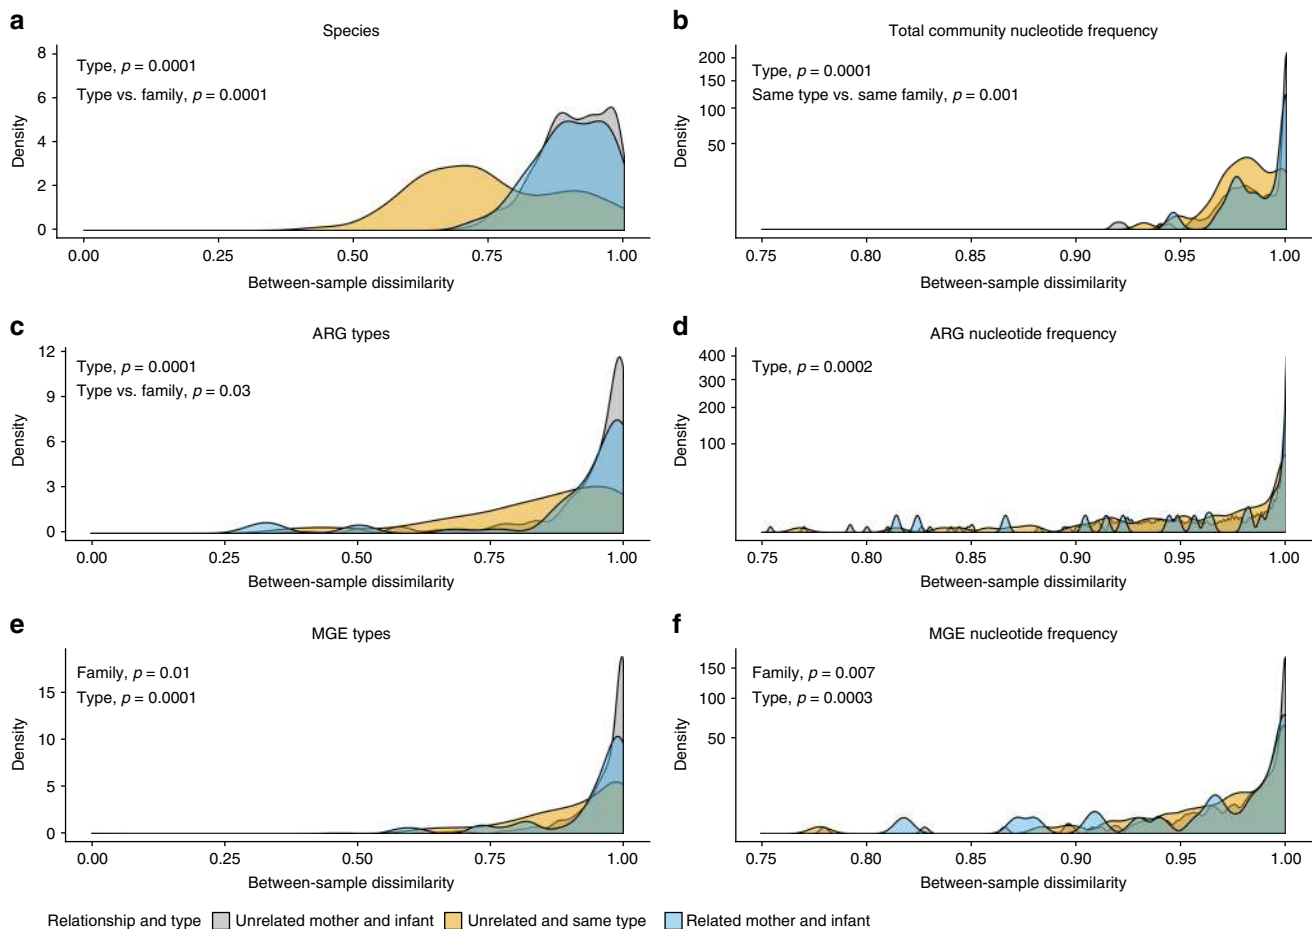 a
Species
Type, p = 0.0001
Type vs. family, p = 0.0001
Density
8
6
4
2
0
0.00 0.25 0.50 0.75 1.00
Between-sample dissimilarity
b
Total community nucleotide frequency
Type, p = 0.0001
Same type vs. same family, p = 0.001
Density
200
150
100
50
0.75 0.80 0.85 0.90 0.95 1.00
Between-sample dissimilarity
c
ARG types
Type, p = 0.0001
Type vs. family, p = 0.03
Density
12
9
6
3
0
0.00 0.25 0.50 0.75 1.00
Between-sample dissimilarity
d
ARG nucleotide frequency
Type, p = 0.0002
Density
400
300
200
100
0.75 0.80 0.85 0.90 0.95 1.00
Between-sample dissimilarity
e
MGE types
Family, p = 0.01
Type, p = 0.0001
Density
15
10
5
0
0.00 0.25 0.50 0.75 1.00
Between-sample dissimilarity
f
MGE nucleotide frequency
Family, p = 0.007
Type, p = 0.0003
Density
150
100
50
0.75 0.80 0.85 0.90 0.95 1.00
Between-sample dissimilarity
Relationship and type Unrelated mother and infant Unrelated and same type Related mother and infant